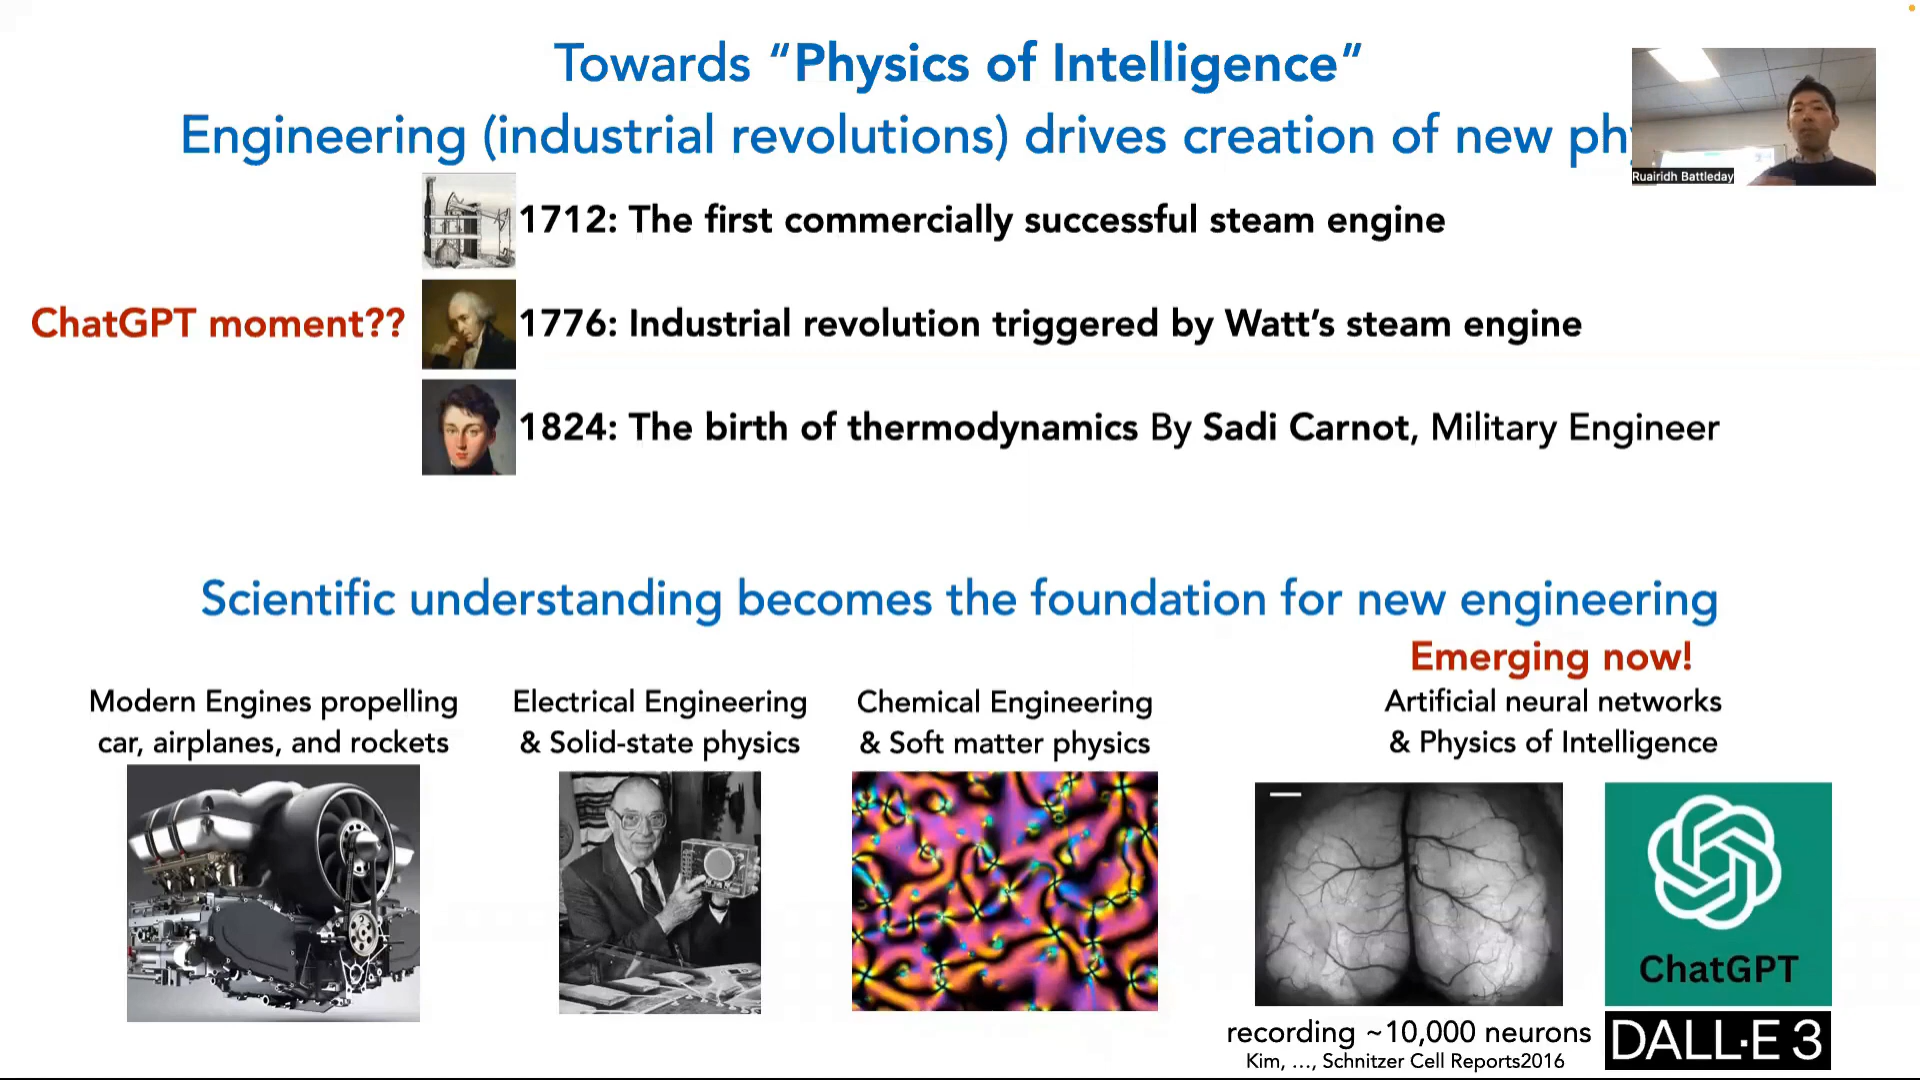 Towards “Physics of Intelligence”
Engineering (industrial revolutions) drives creation of new
Ruairidh Battleday
1712: The first commercially successful steam engine
ChatGPT moment??
1776: Industrial revolution triggered by Watt’s steam engine
1824: The birth of thermodynamics By Sadi Carnot, Military Engineer
Scientific understanding becomes the foundation for new engineering
Emerging now!
Modern Engines propelling
car, airplanes, and rockets
Electrical Engineering
& Solid-state physics
Chemical Engineering
& Soft matter physics
Artificial neural networks
& Physics of Intelligence
ChatGPT
recording ~10,000 neurons
Kim, ..., Schnitzer Cell Reports2016
DALL·E 3